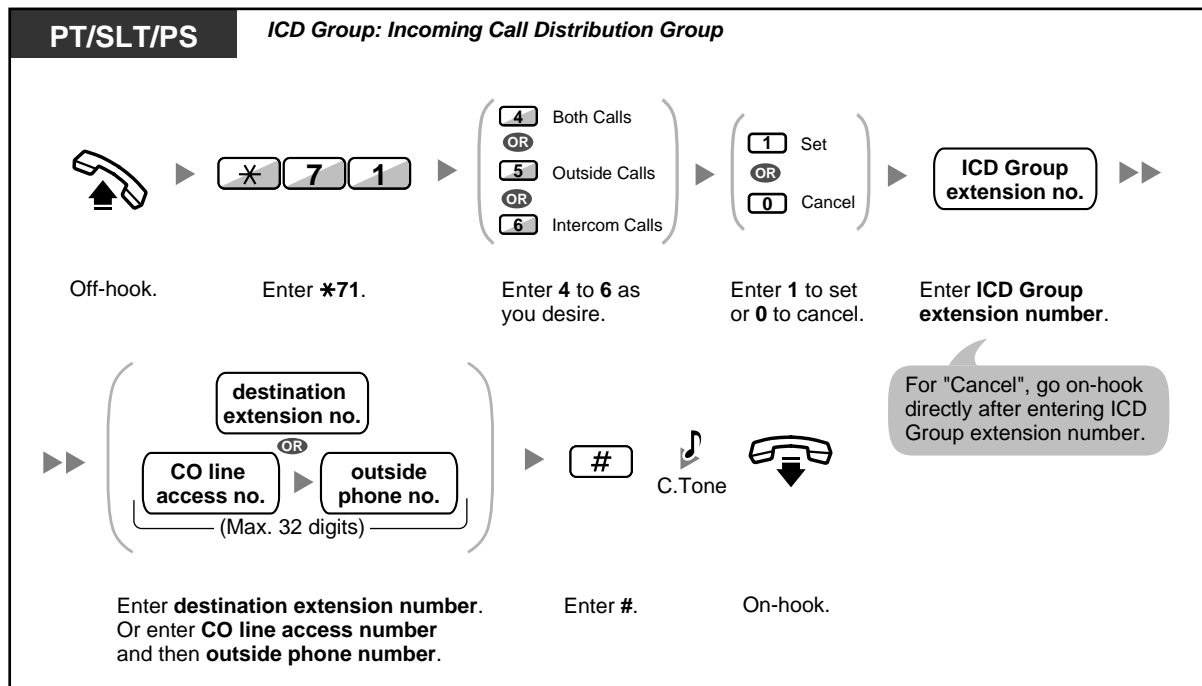 PT/SLT/PS
ICD Group: Incoming Call Distribution Group
4 Both Calls
OR
5 Outside Calls
OR
6 Intercom Calls
1 Set
OR
0 Cancel
✳ 7 1
ICD Group
extension no.
Off-hook.
Enter ✳71.
Enter 4 to 6 as
you desire.
Enter 1 to set
or 0 to cancel.
Enter ICD Group
extension number.
For "Cancel", go on-hook
directly after entering ICD
Group extension number.
destination
extension no.
OR
CO line
access no.
outside
phone no.
(Max. 32 digits)
#
C.Tone
Enter destination extension number.
Or enter CO line access number
and then outside phone number.
Enter #.
On-hook.